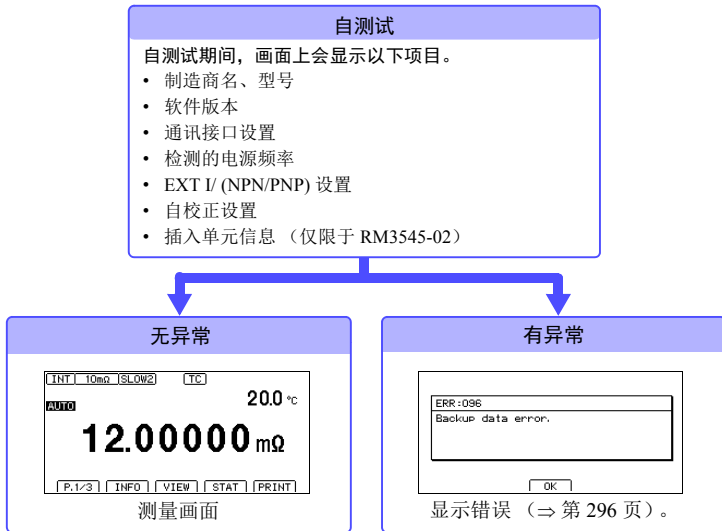 自测试
自测试期间，画面上会显示以下项目。
• 制造商名、型号
• 软件版本
• 通讯接口设置
• 检测的电源频率
• EXT I/ (NPN/PNP) 设置
• 自校正设置
• 插入单元信息 （仅限于 RM3545-02）
无异常
INT 10mΩ SLOW2 TC
AUTO 20.0 °C
12.00000 mΩ
P.1/3 INFO VIEW STAT PRINT
测量画面
有异常
ERR:096
Backup data error.
OK
显示错误 （⇒ 第 296 页）。